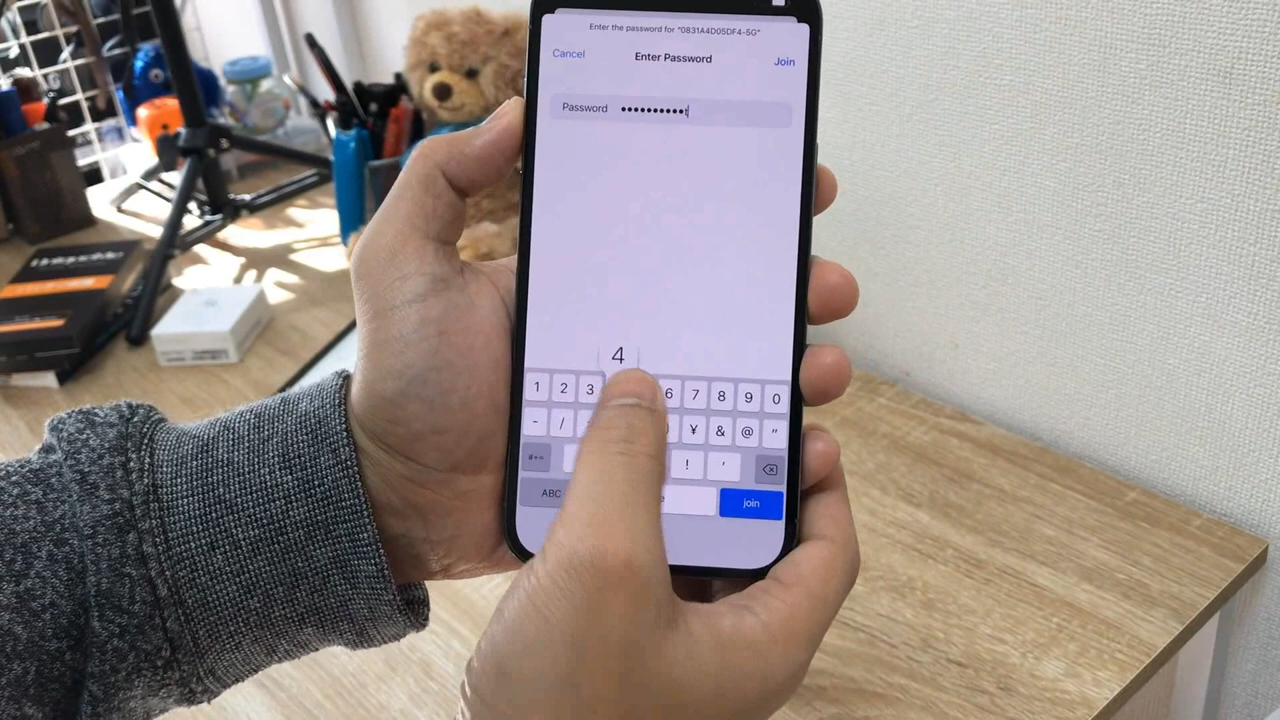 Enter the password for "0831A4D05DF4-5G"
Cancel Enter Password Join
Password ••••••••••t
4
1 2 3 6 7 8 9 0
- / ) ¥ & @ "
#+= ! ’
ABC e join